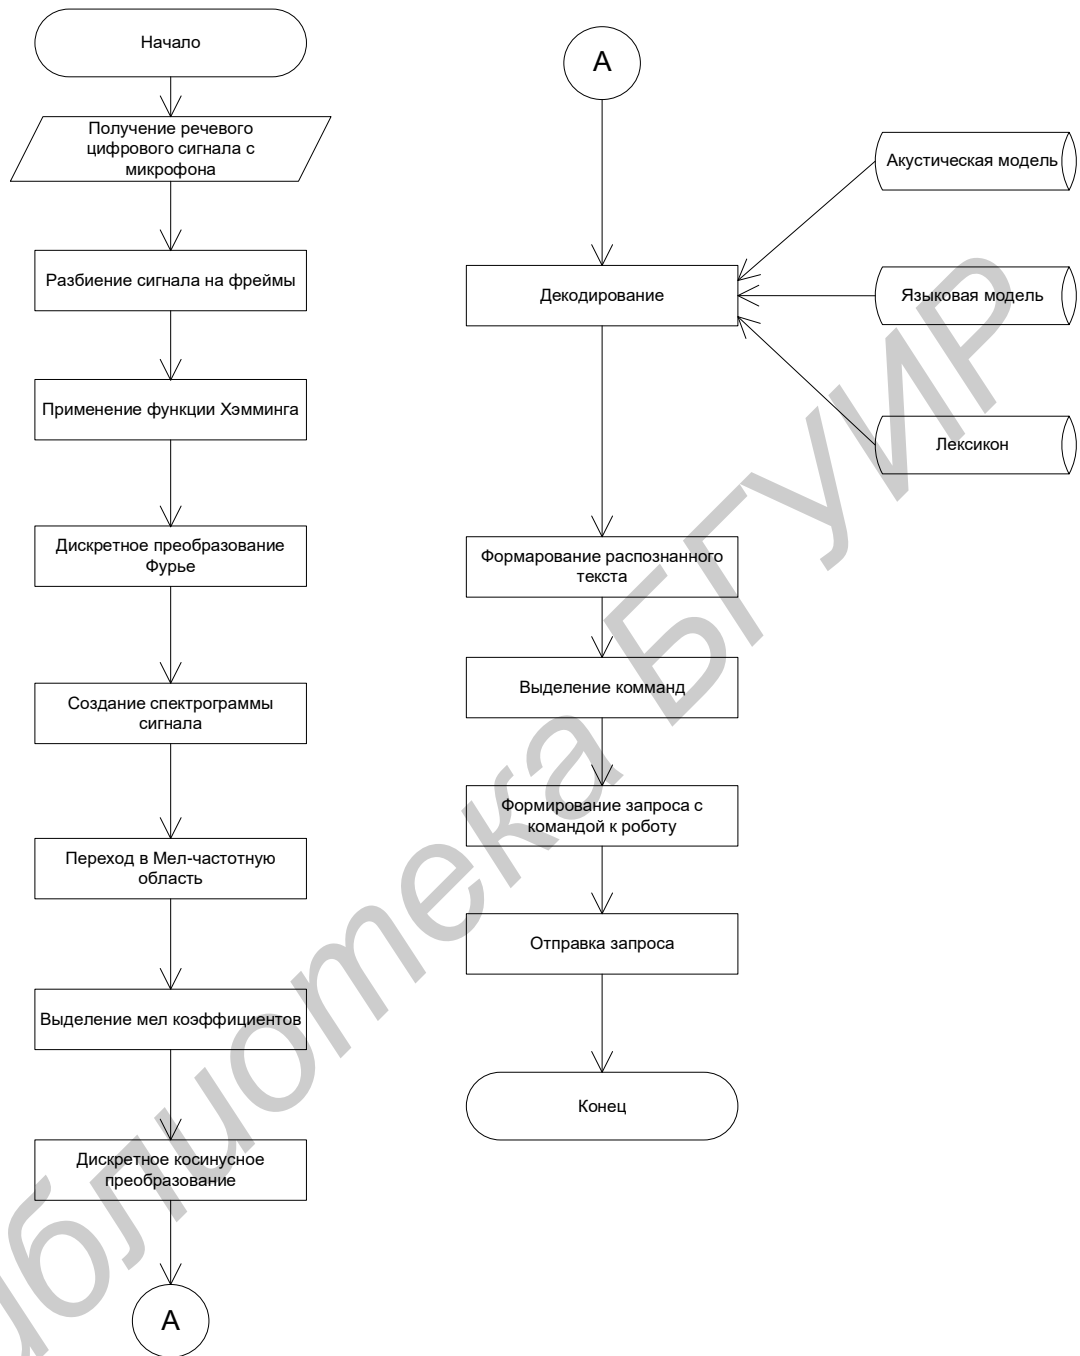 Начало
Получение речевого
цифрового сигнала с
микрофона
Разбиение сигнала на фреймы
Применение функции Хэмминга
Дискретное преобразование
Фурье
Создание спектрограммы
сигнала
Переход в Мел-частотную
область
Выделение мел коэффициентов
Дискретное косинусное
преобразование
А
А
Декодирование
Акустическая модель
Языковая модель
Лексикон
Формарование распознанного
текста
Выделение комманд
Формирование запроса с
командой к роботу
Отправка запроса
Конец
иблиотека БГУИР